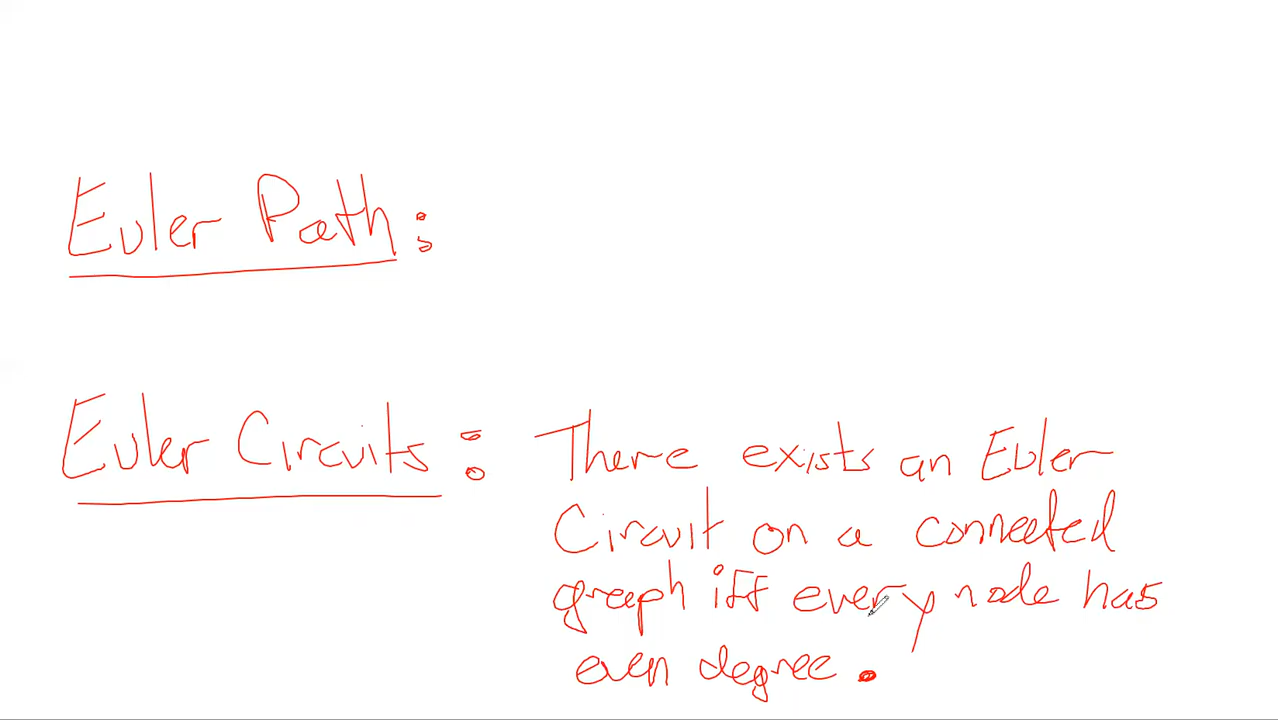 Euler Path:
Euler Circuits: There exists an Euler
Circuit on a connected
graph iff every node has
even degree.